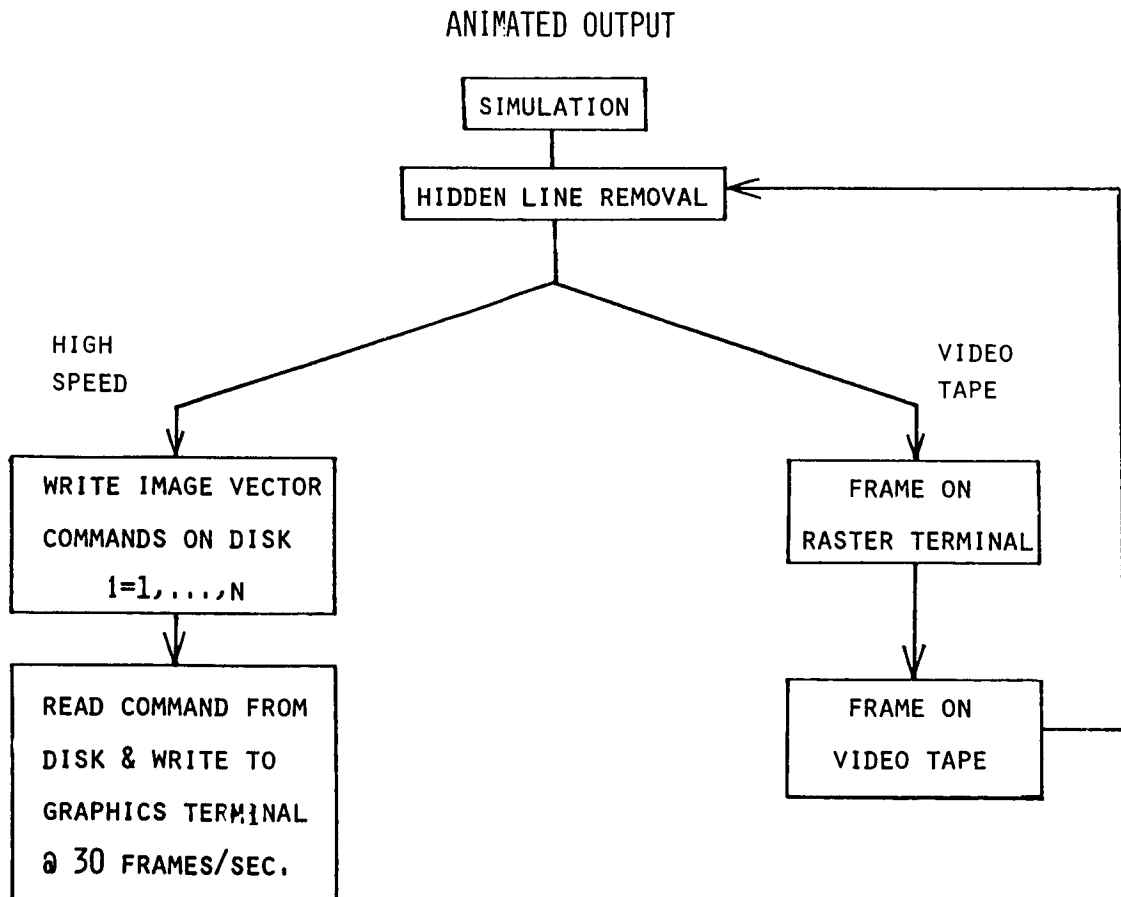 ANIMATED OUTPUT
SIMULATION
HIDDEN LINE REMOVAL
HIGH
SPEED
VIDEO
TAPE
WRITE IMAGE VECTOR
COMMANDS ON DISK
i=1,...,N
FRAME ON
RASTER TERMINAL
READ COMMAND FROM
DISK & WRITE TO
GRAPHICS TERMINAL
@ 30 FRAMES/SEC.
FRAME ON
VIDEO TAPE